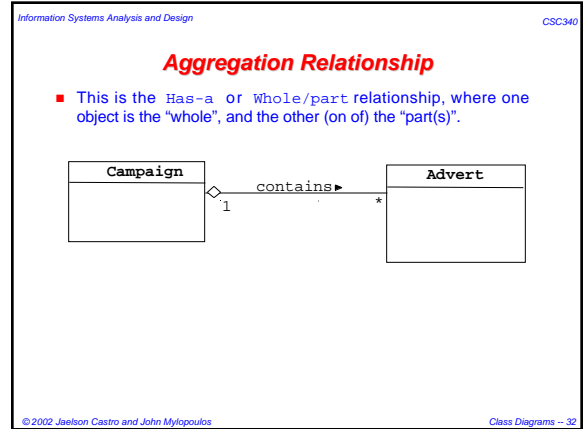 Information Systems Analysis and Design
CSC340
Aggregation Relationship
■ This is the Has-a or Whole/part relationship, where one
object is the “whole”, and the other (on of) the “part(s)”.
Campaign
Advert
contains►
1
*
© 2002 Jaelson Castro and John Mylopoulos
Class Diagrams -- 32